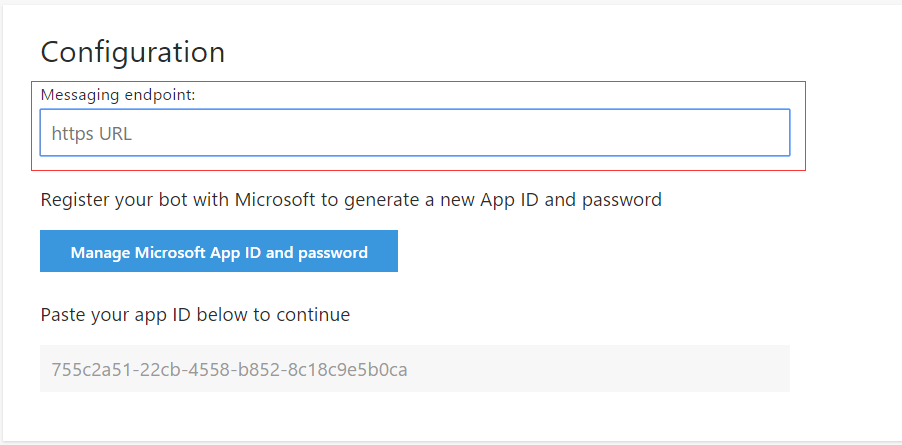 Configuration
Messaging endpoint:
https URL
Register your bot with Microsoft to generate a new App ID and password
Manage Microsoft App ID and password
Paste your app ID below to continue
755c2a51-22cb-4558-b852-8c18c9e5b0ca